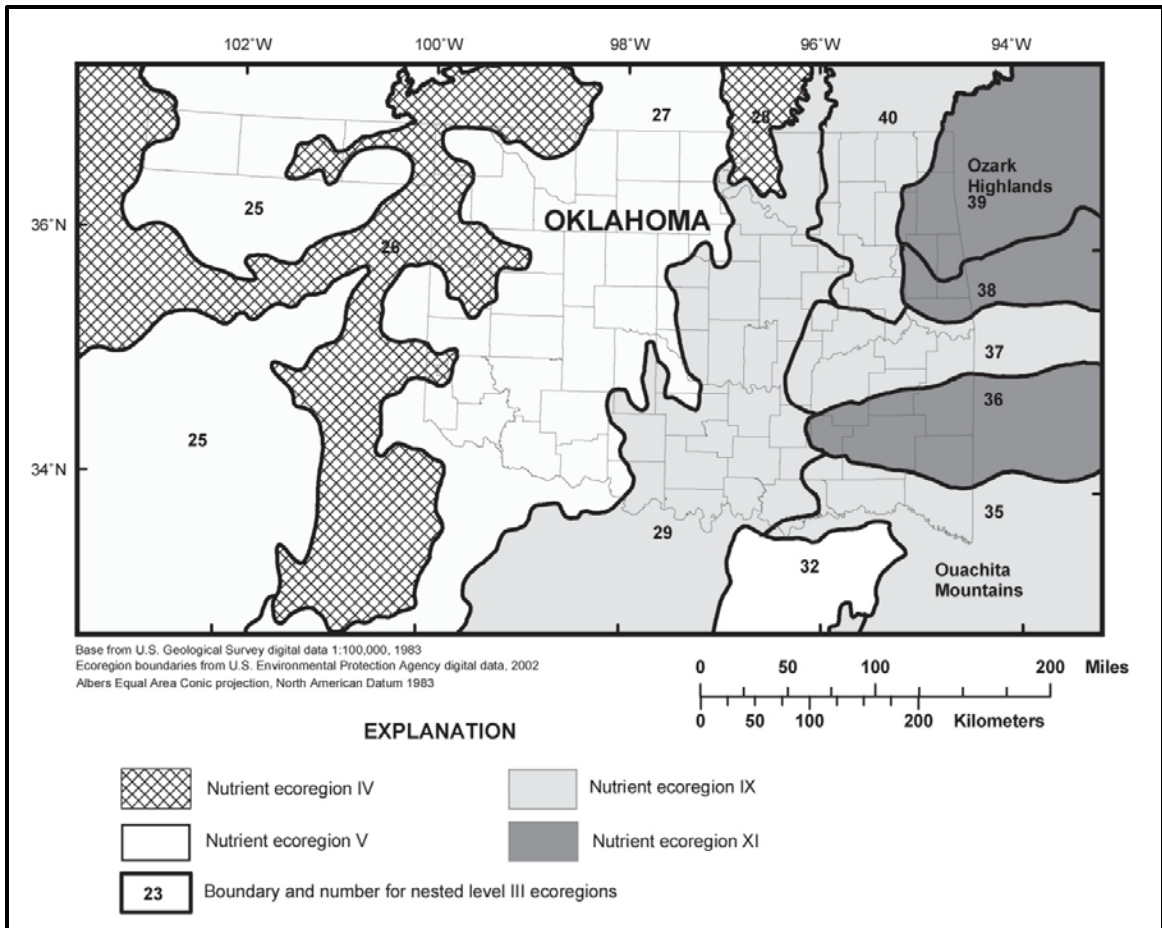 102°W 100°W 98°W 96°W 94°W
27
28
40
Ozark
Highlands
39
25
36°N
OKLAHOMA
26
38
37
36
25
34°N
35
29
32
Ouachita
Mountains
Base from U.S. Geological Survey digital data 1:100,000, 1983
Ecoregion boundaries from U.S. Environmental Protection Agency digital data, 2002
Albers Equal Area Conic projection, North American Datum 1983
0 50 100 200 Miles
0 50 100 200 Kilometers
EXPLANATION
Nutrient ecoregion IV
Nutrient ecoregion IX
Nutrient ecoregion V
Nutrient ecoregion XI
23 Boundary and number for nested level III ecoregions